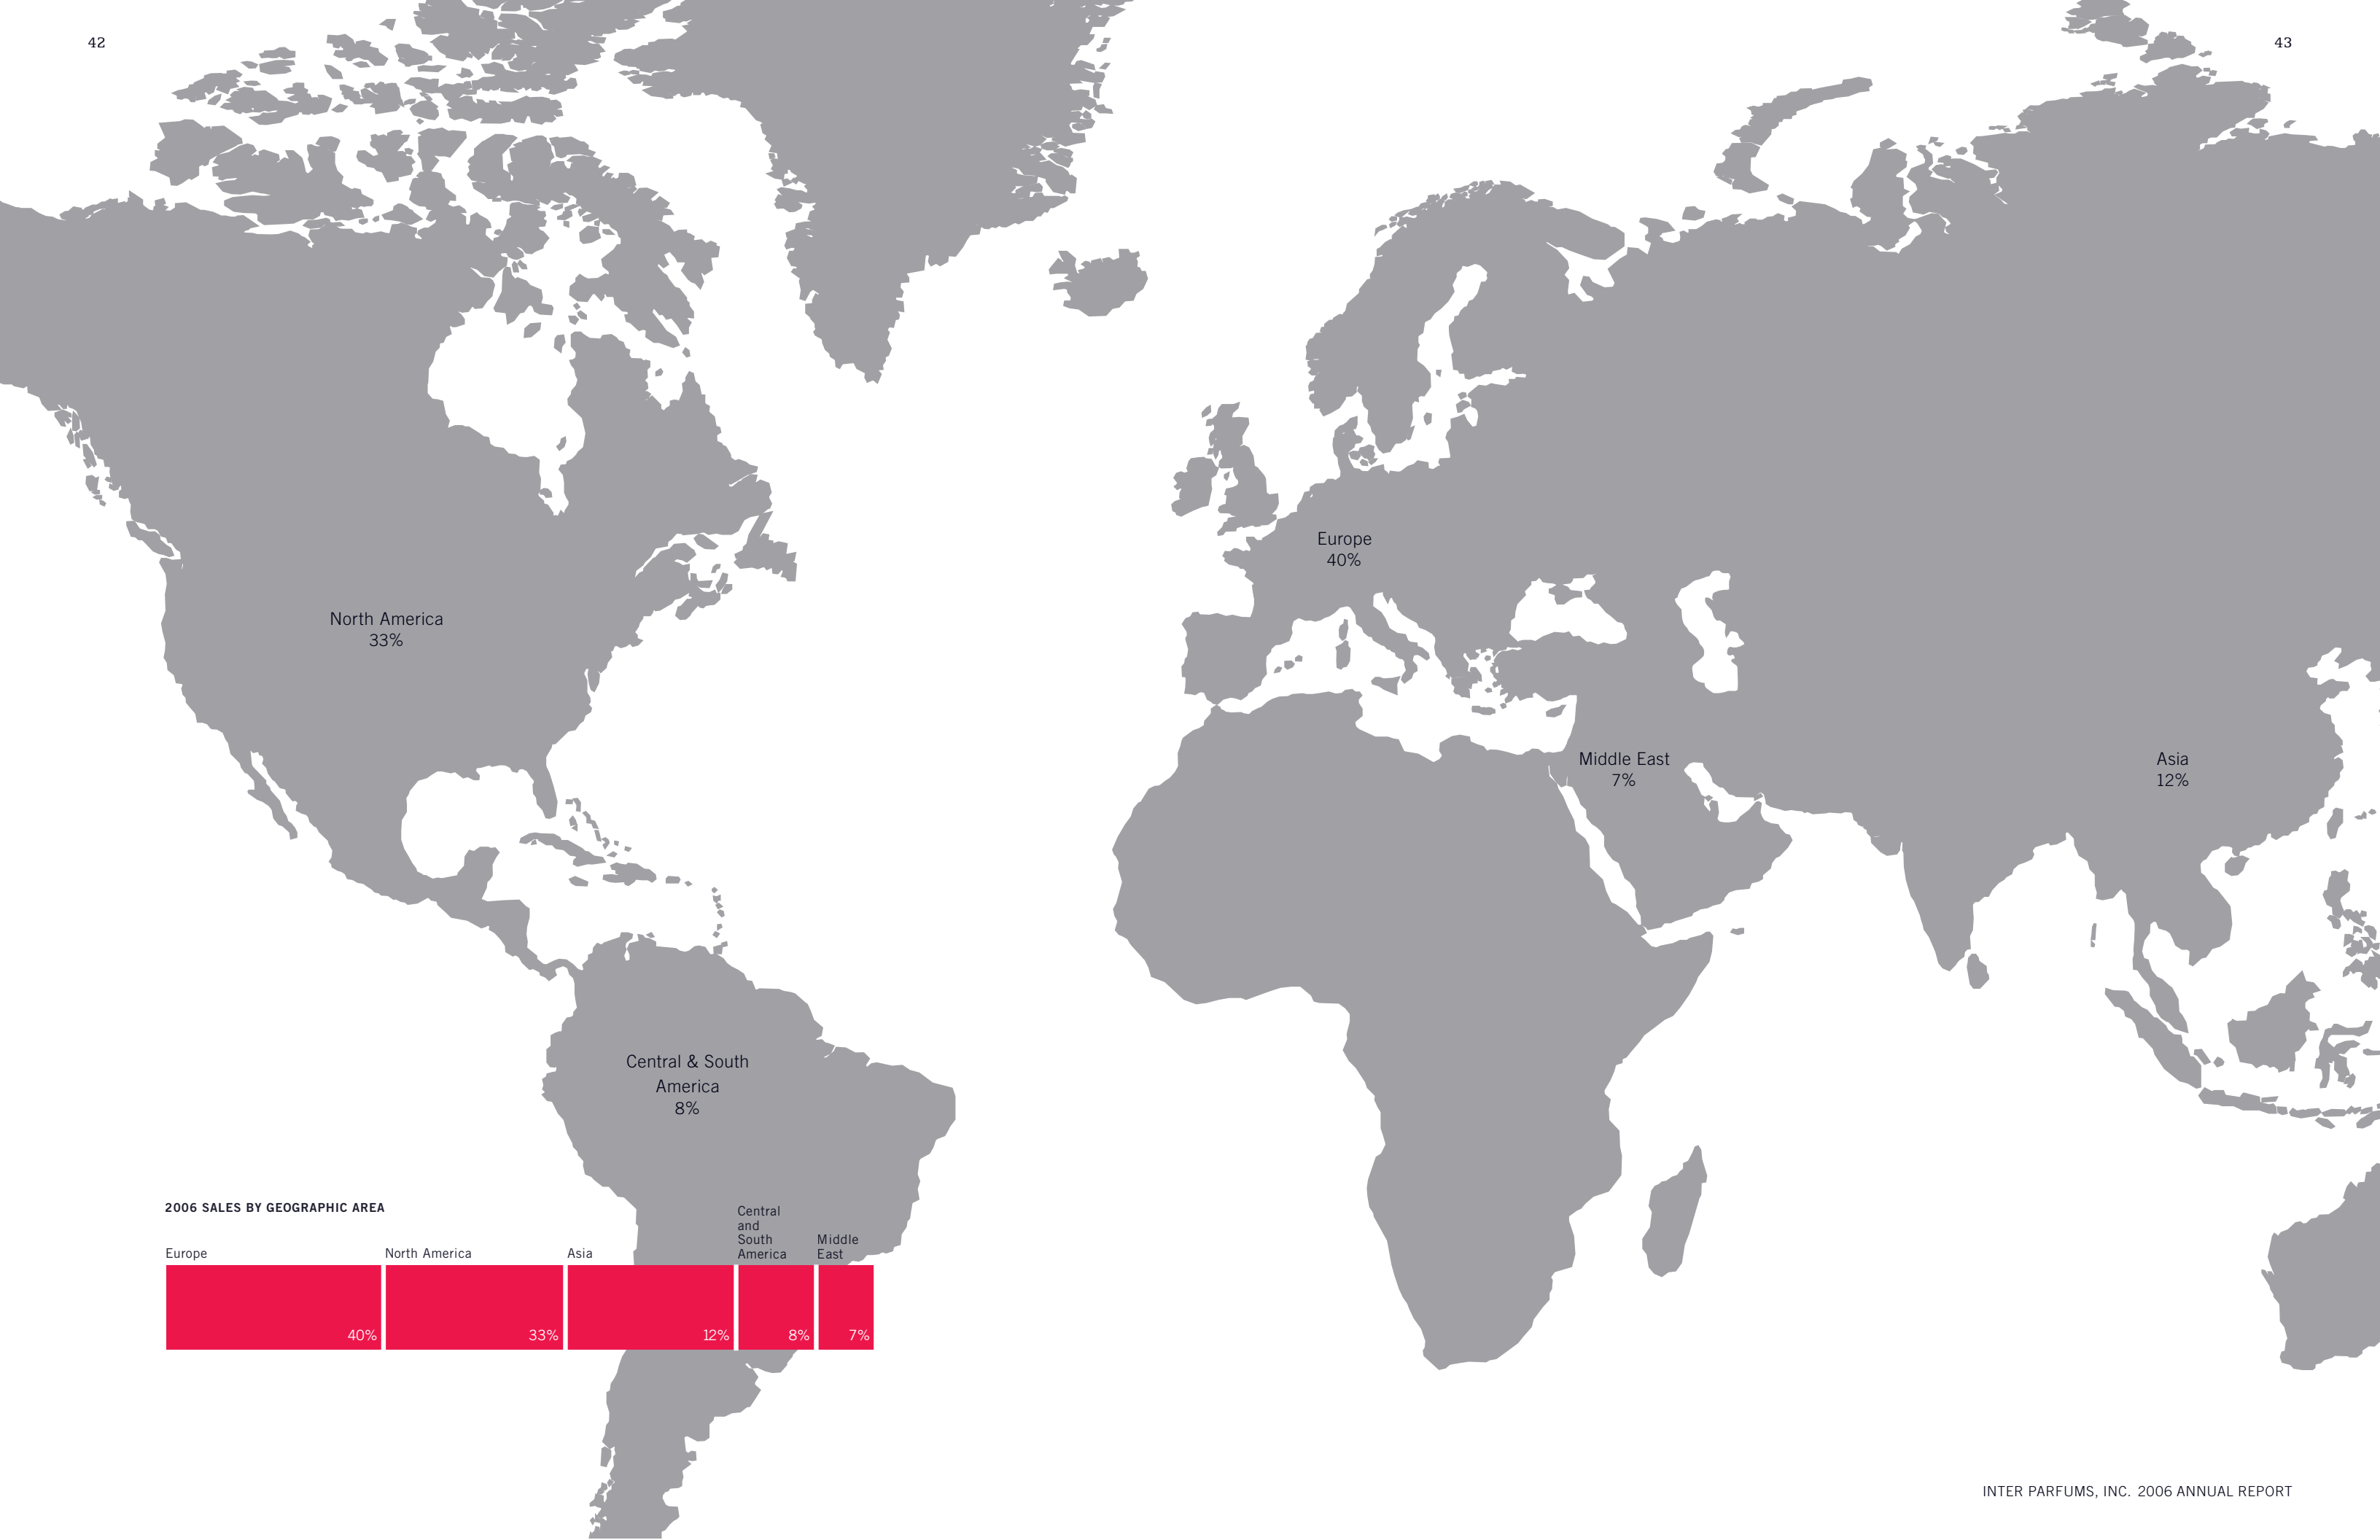 42
43
Europe
40%
North America
33%
Middle East
7%
Asia
12%
Central & South
America
8%
2006 SALES BY GEOGRAPHIC AREA
Europe
North America
Asia
Central
and
South
America
Middle
East
40%
33%
12%
8%
7%
INTER PARFUMS, INC. 2006 ANNUAL REPORT